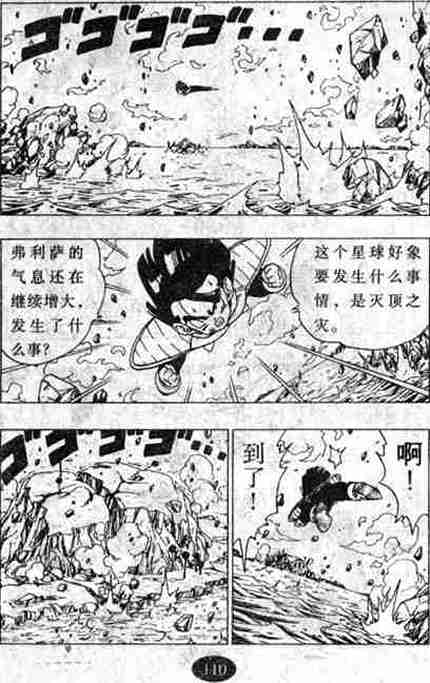 ゴゴゴゴ…
这个星球好象
要发生什么事
情，是灭顶之
灾。
弗利萨的
气息还在
继续增大，
发生了什
么事？
ゴゴゴゴ…
啊！
到了！
110